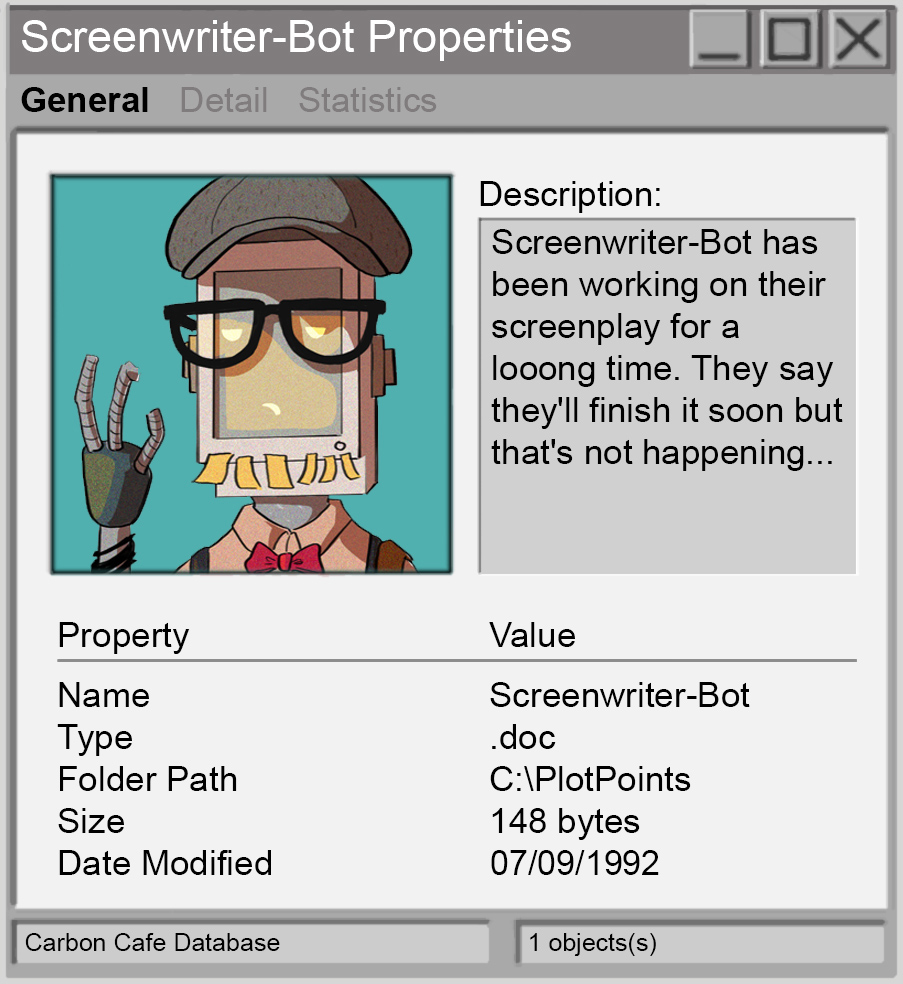 Screenwriter-Bot Properties
General Detail Statistics
Description:
Screenwriter-Bot has
been working on their
screenplay for a
looong time. They say
they'll finish it soon but
that's not happening...
Property Value
Name Screenwriter-Bot
Type .doc
Folder Path C:\PlotPoints
Size 148 bytes
Date Modified 07/09/1992
Carbon Cafe Database 1 objects(s)